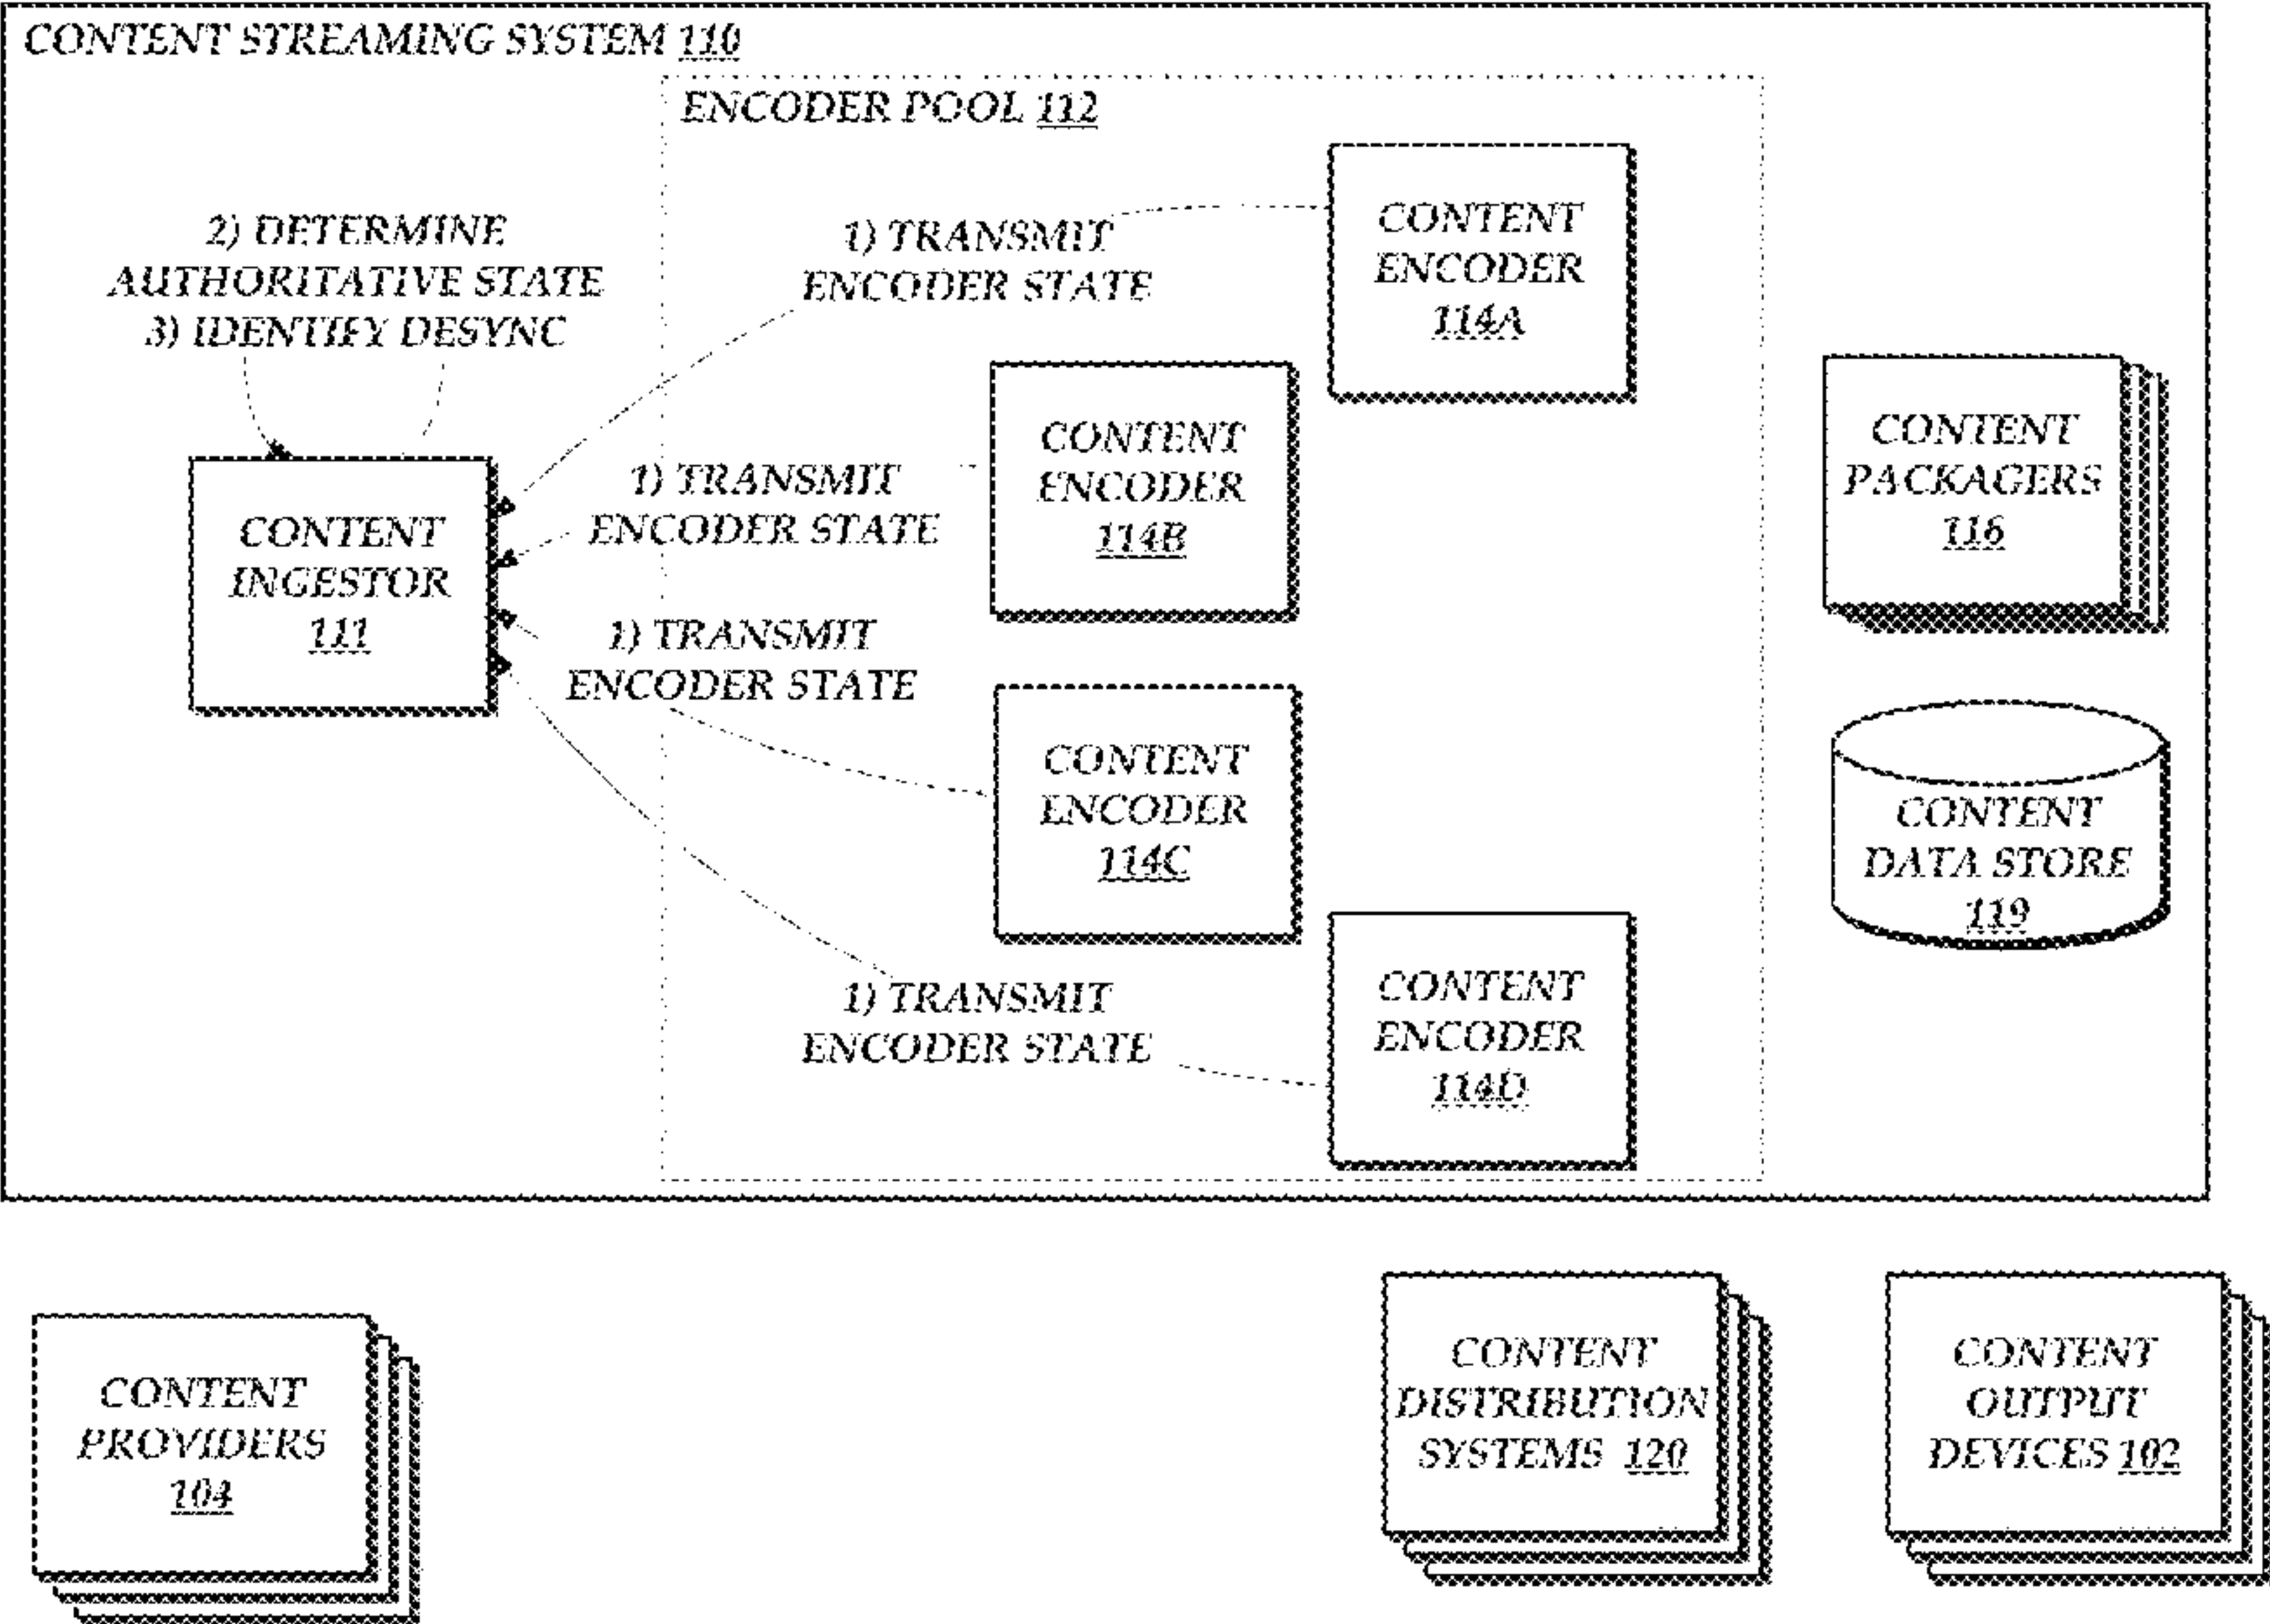 CONTENT STREAMING SYSTEM 110
ENCODER POOL 112
2) DETERMINE
AUTHORITATIVE STATE
3) IDENTIFY DESYNC
1) TRANSMIT
ENCODER STATE
CONTENT
ENCODER
114A
1) TRANSMIT
ENCODER STATE
CONTENT
ENCODER
114B
CONTENT
INGESTOR
111
1) TRANSMIT
ENCODER STATE
CONTENT
ENCODER
114C
1) TRANSMIT
ENCODER STATE
CONTENT
ENCODER
114D
CONTENT
PACKAGERS
116
CONTENT
DATA STORE
119
CONTENT
PROVIDERS
104
CONTENT
DISTRIBUTION
SYSTEMS 120
CONTENT
OUTPUT
DEVICES 102